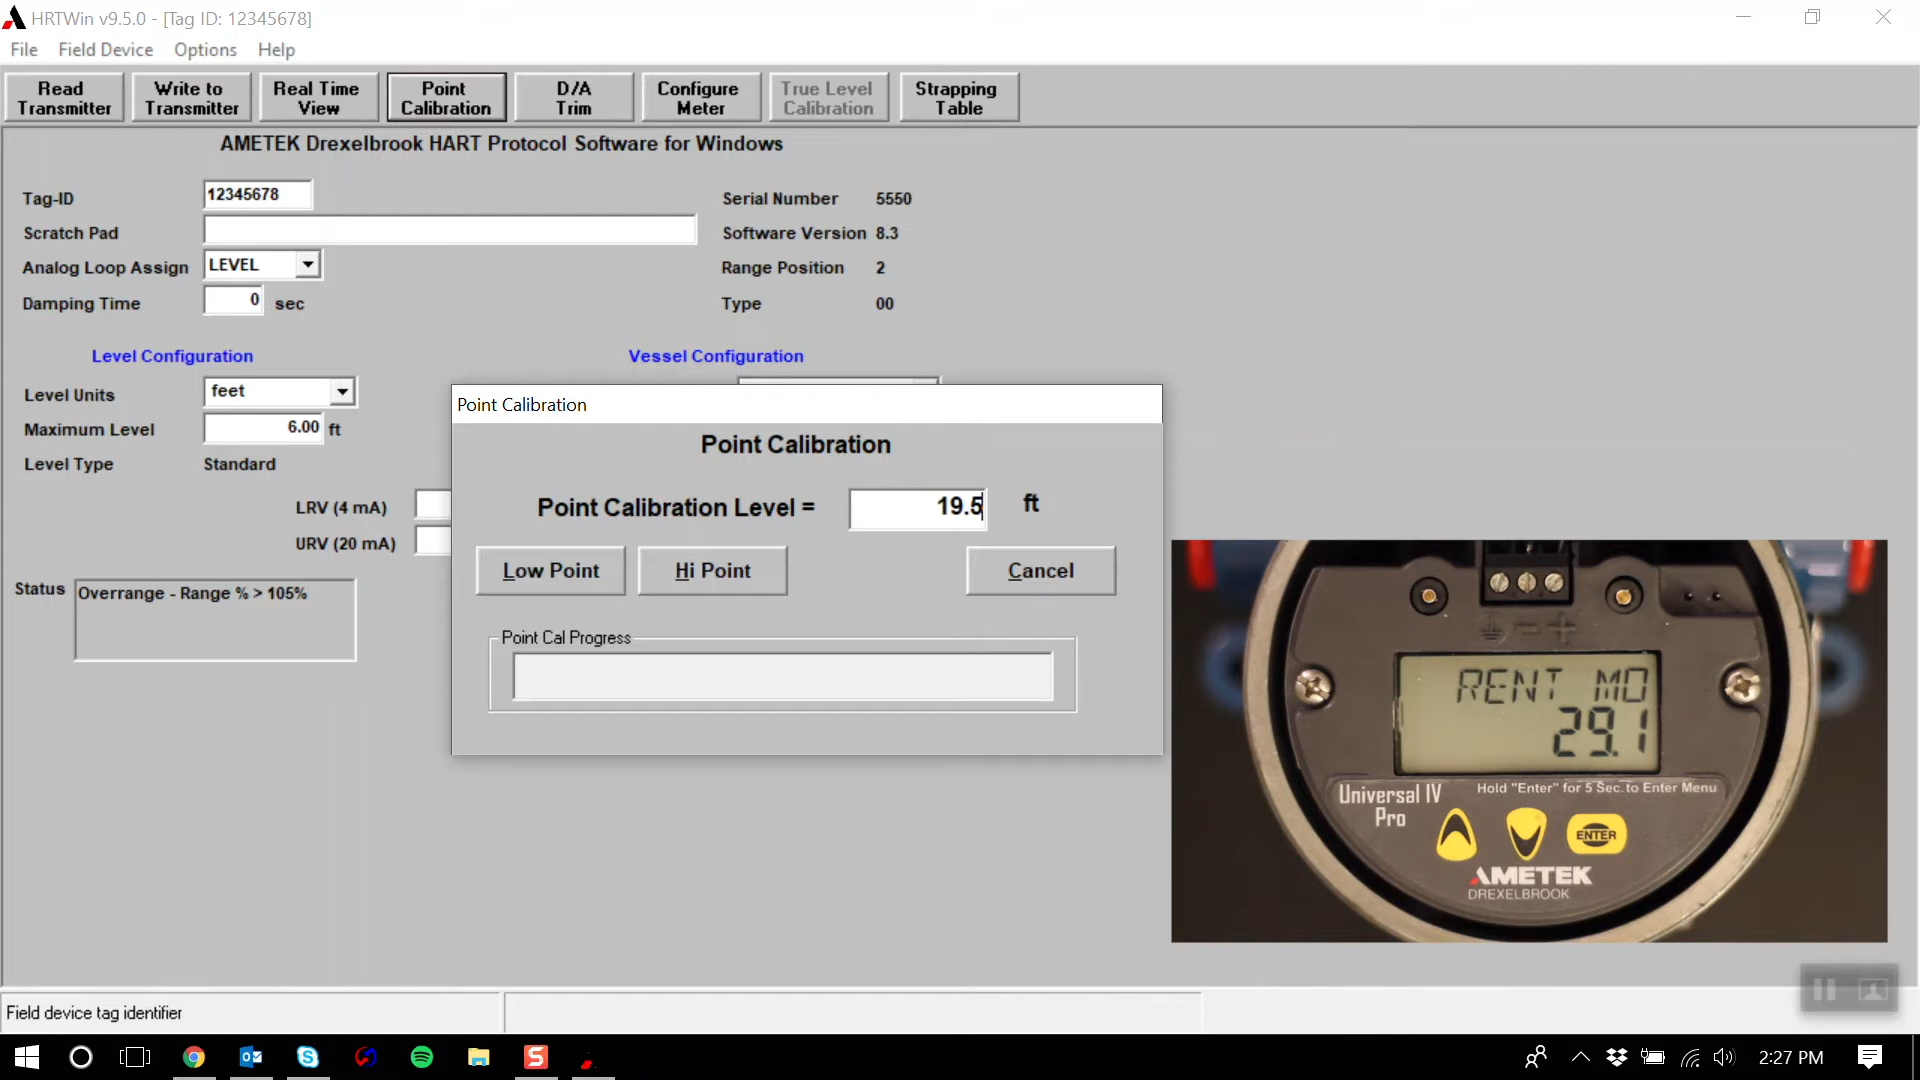 HRTWin v9.5.0 - [Tag ID: 12345678]
File Field Device Options Help
Read Transmitter
Write to Transmitter
Real Time View
Point Calibration
D/A Trim
Configure Meter
True Level Calibration
Strapping Table
AMETEK Drexelbrook HART Protocol Software for Windows
Tag-ID 12345678
Serial Number 5550
Scratch Pad
Software Version 8.3
Analog Loop Assign LEVEL
Range Position 2
Damping Time 0 sec
Type 00
Level Configuration
Vessel Configuration
Level Units feet
Maximum Level 6.00 ft
Level Type Standard
LRV (4 mA)
URV (20 mA)
Status Overrange - Range % > 105%
Point Calibration
Point Calibration
Point Calibration Level = 19.5 ft
Low Point
Hi Point
Cancel
Point Cal Progress
RENT MO
29.1
Universal IV
Pro
Hold "Enter" for 5 Sec. to Enter Menu
ENTER
AMETEK
DREXELBROOK
Field device tag identifier
2:27 PM